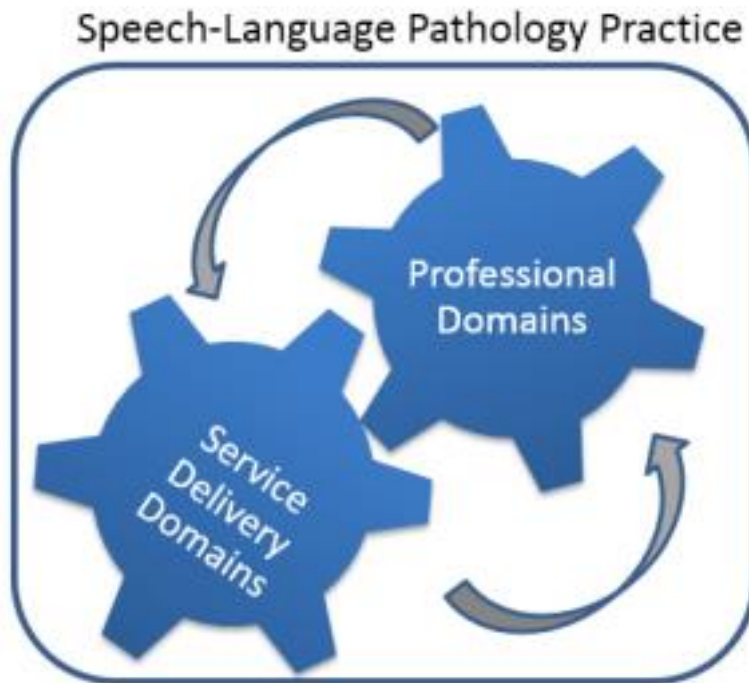 Speech-Language Pathology Practice
Professional
Domains
Service
Delivery
Domains